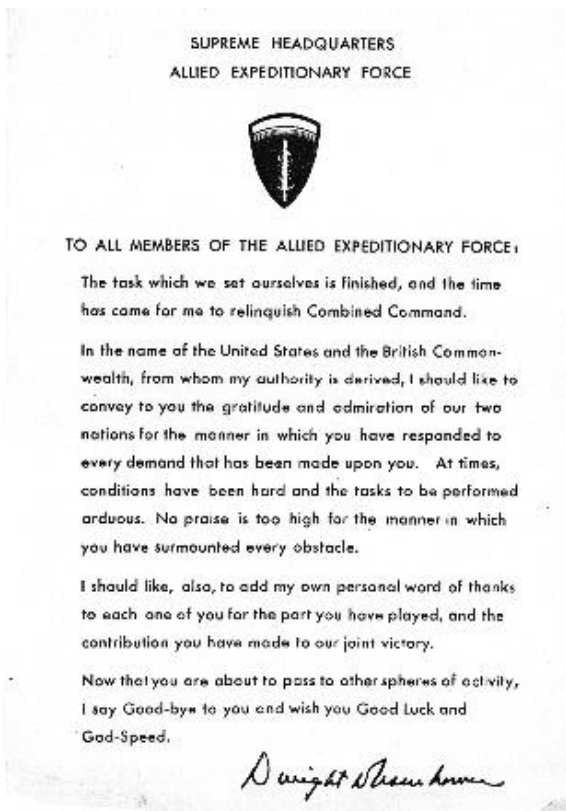 SUPREME HEADQUARTERS
ALLIED EXPEDITIONARY FORCE
TO ALL MEMBERS OF THE ALLIED EXPEDITIONARY FORCE:
The task which we set ourselves is finished, and the time
has come for me to relinquish Combined Command.
In the name of the United States and the British Common-
wealth, from whom my authority is derived, I should like to
convey to you the gratitude and admiration of our two
nations for the manner in which you have responded to
every demand that has been made upon you. At times,
conditions have been hard and the tasks to be performed
arduous. No praise is too high for the manner in which
you have surmounted every obstacle.
I should like, also, to add my own personal word of thanks
to each one of you for the part you have played, and the
contribution you have made to our joint victory.
Now that you are about to pass to other spheres of activity,
I say Good-bye to you and wish you Good Luck and
God-Speed.
Dwight D Eisenhower